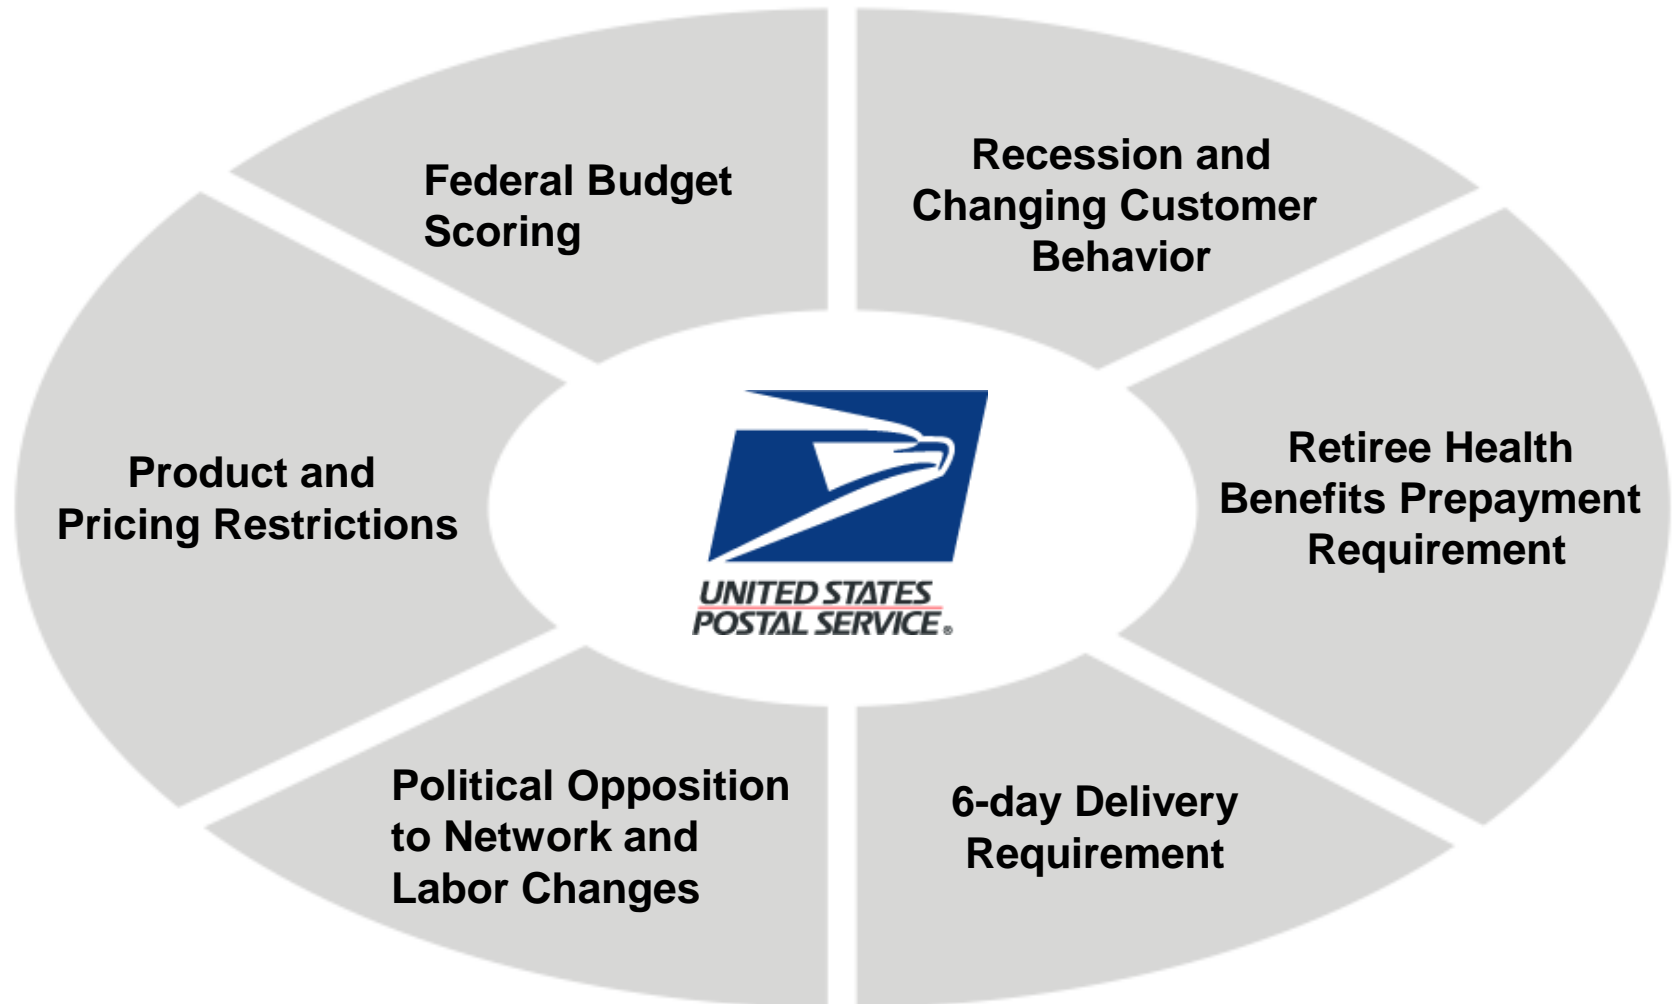 Federal Budget
Scoring
Recession and
Changing Customer
Behavior
Product and
Pricing Restrictions
UNITED STATES
POSTAL SERVICE®
Retiree Health
Benefits Prepayment
Requirement
Political Opposition
to Network and
Labor Changes
6-day Delivery
Requirement